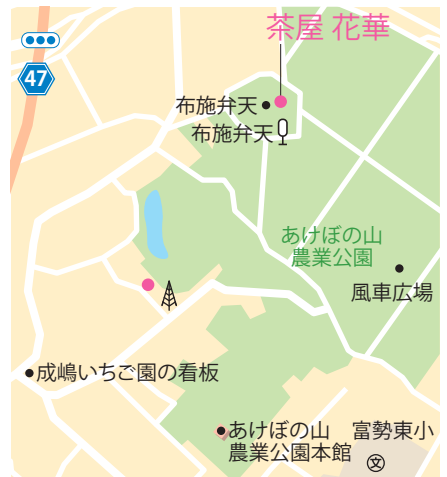 茶屋 花華
47
布施弁天
布施弁天
あけぼの山
農業公園
風車広場
成嶋いちご園の看板
あけぼの山
農業公園本館
富勢東小
文